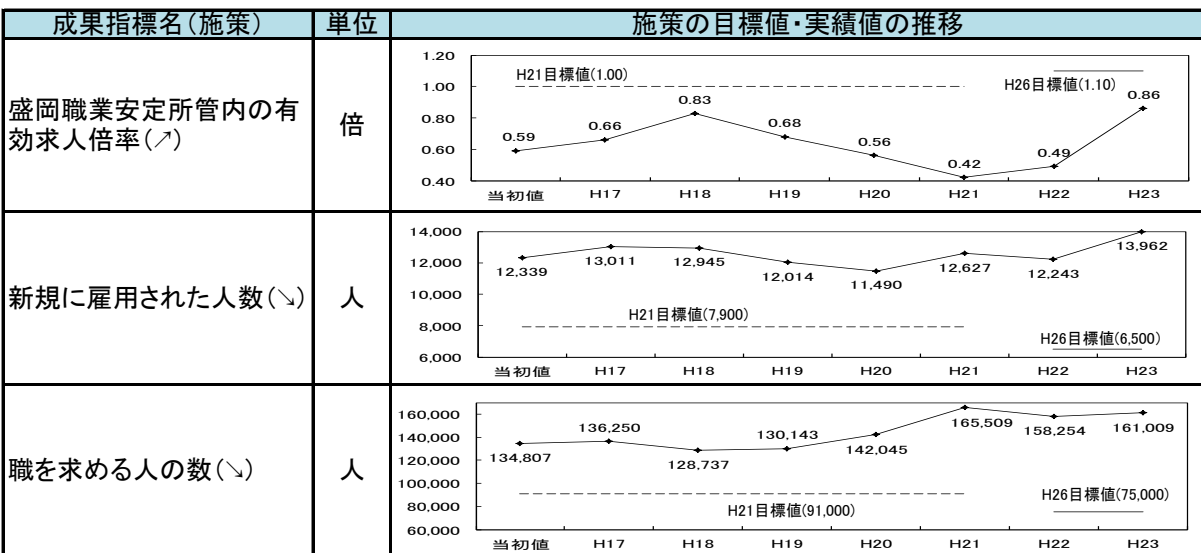 成果指標名(施策) 単位 施策の目標値・実績値の推移
盛岡職業安定所管内の有
効求人倍率(↗)
倍
1.20
1.00
0.80
0.60
0.40
H21目標値(1.00)
H26目標値(1.10)
0.59 0.66 0.83 0.68 0.56 0.42 0.49 0.86
当初値 H17 H18 H19 H20 H21 H22 H23
新規に雇用された人数(↘)
人
14,000
12,000
10,000
8,000
6,000
12,339 13,011 12,945 12,014 11,490 12,627 12,243 13,962
H21目標値(7,900)
H26目標値(6,500)
当初値 H17 H18 H19 H20 H21 H22 H23
職を求める人の数(↘)
人
160,000
140,000
120,000
100,000
80,000
60,000
134,807 136,250 128,737 130,143 142,045 165,509 158,254 161,009
H21目標値(91,000)
H26目標値(75,000)
当初値 H17 H18 H19 H20 H21 H22 H23